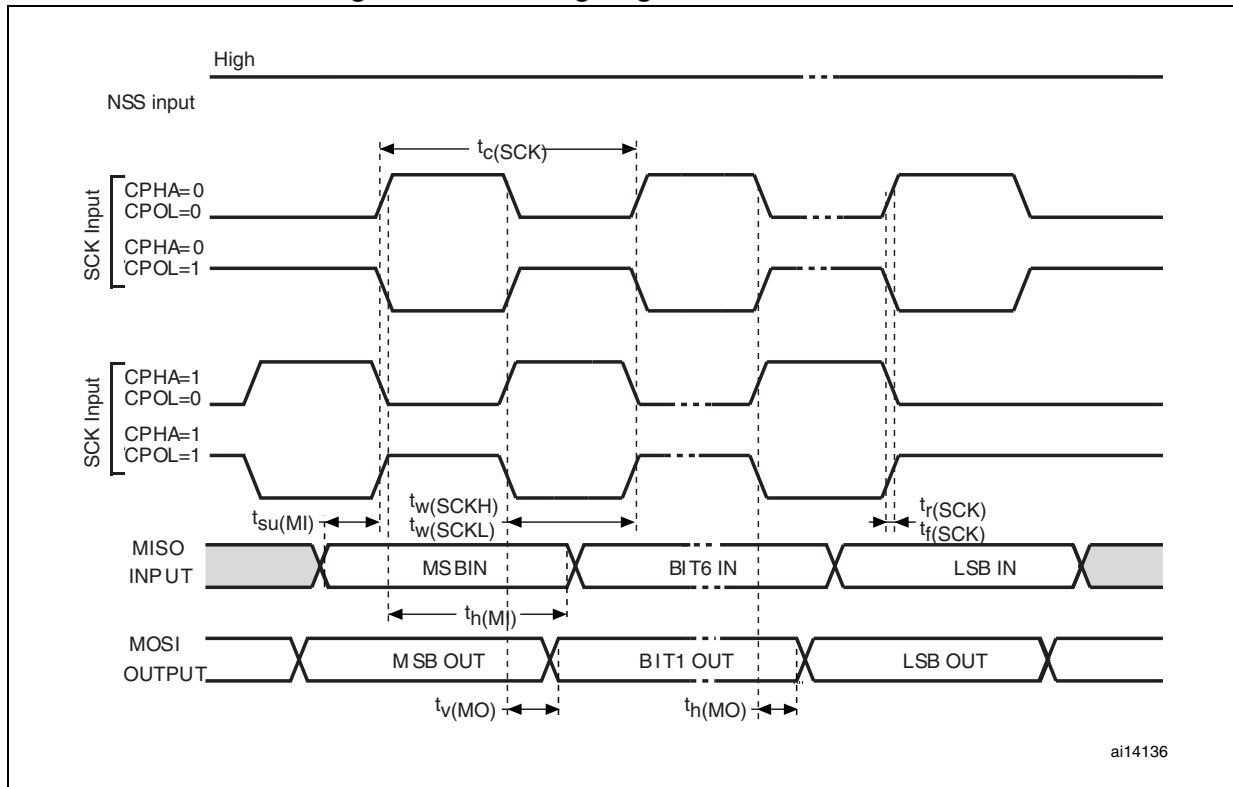 High
NSS input
tc(SCK)
SCK Input
CPHA=0
CPOL=0
CPHA=0
CPOL=1
SCK Input
CPHA=1
CPOL=0
CPHA=1
CPOL=1
tsu(MI)
tw(SCKH)
tw(SCKL)
tr(SCK)
tf(SCK)
MISO
INPUT
MSBIN
BIT6 IN
LSB IN
th(MI)
MOSI
OUTPUT
MSB OUT
BIT1 OUT
LSB OUT
tv(MO)
th(MO)
ai14136